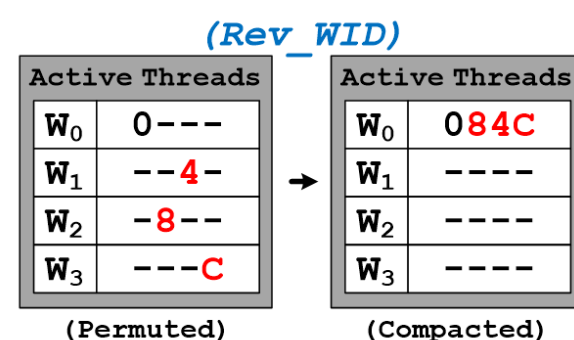 (Rev_WID)
Active Threads Active Threads
W0 0--- W0 084C
W1 --4- W1 ----
W2 -8-- W2 ----
W3 ---C W3 ----
(Permuted) (Compacted)